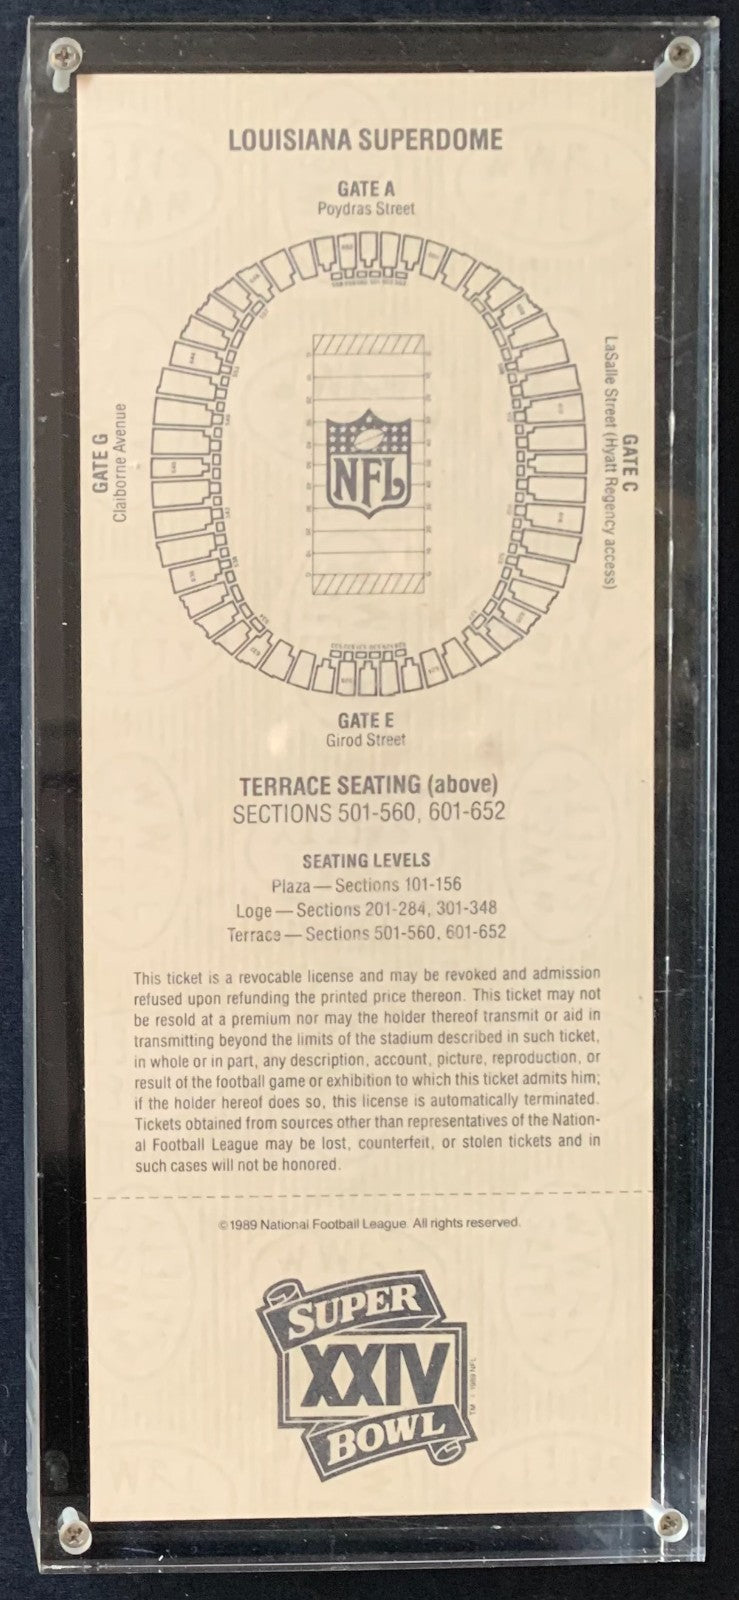 LOUISIANA SUPERDOME
GATE A
Poydras Street
GATE G
Claiborne Avenue
GATE C
LaSalle Street (Hyatt Regency access)
NFL
GATE E
Girod Street
TERRACE SEATING (above)
SECTIONS 501-560, 601-652
SEATING LEVELS
Plaza — Sections 101-156
Loge — Sections 201-284, 301-348
Terrace — Sections 501-560, 601-652
This ticket is a revocable license and may be revoked and admission
refused upon refunding the printed price thereon. This ticket may not
be resold at a premium nor may the holder thereof transmit or aid in
transmitting beyond the limits of the stadium described in such ticket,
in whole or in part, any description, account, picture, reproduction, or
result of the football game or exhibition to which this ticket admits him;
if the holder hereof does so, this license is automatically terminated.
Tickets obtained from sources other than representatives of the Nation-
al Football League may be lost, counterfeit, or stolen tickets and in
such cases will not be honored.
©1989 National Football League. All rights reserved.
SUPER
XXIV
BOWL
TM © 1989 NFL